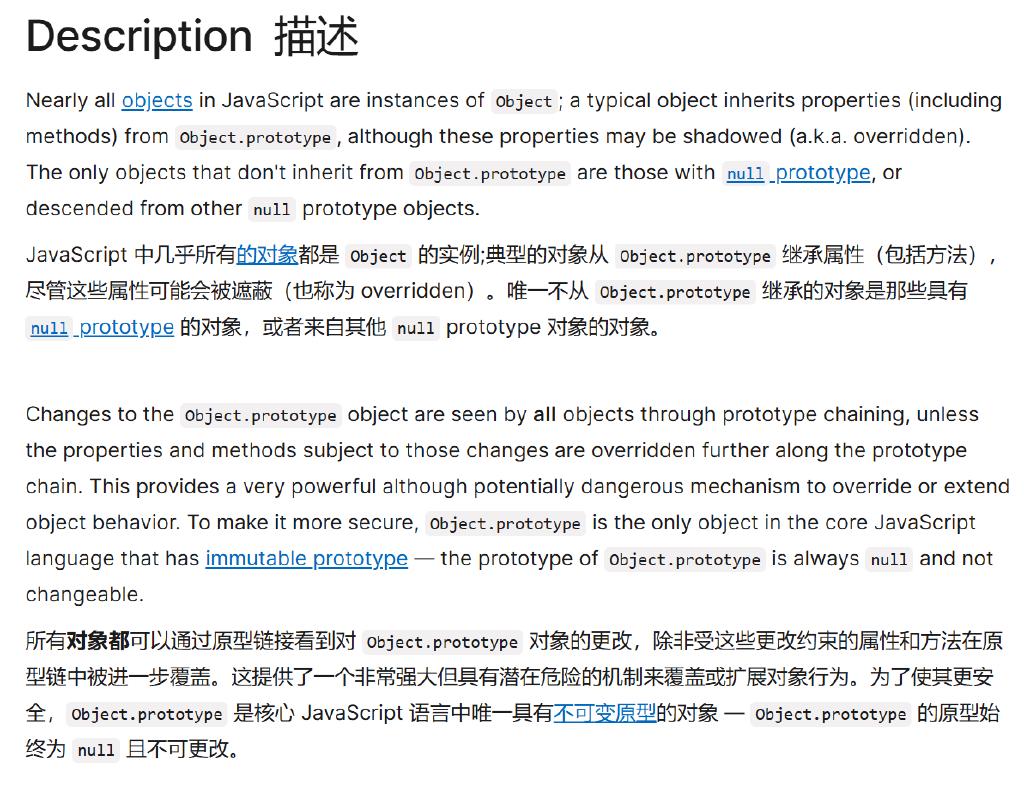 Description 描述
Nearly all objects in JavaScript are instances of Object; a typical object inherits properties (including
methods) from Object.prototype, although these properties may be shadowed (a.k.a. overridden).
The only objects that don't inherit from Object.prototype are those with null prototype, or
descended from other null prototype objects.
JavaScript 中几乎所有的对象都是 Object 的实例;典型的对象从 Object.prototype 继承属性（包括方法），
尽管这些属性可能会被遮蔽（也称为 overridden）。唯一不从 Object.prototype 继承的对象是那些具有
null prototype 的对象，或者来自其他 null prototype 对象的对象。
Changes to the Object.prototype object are seen by all objects through prototype chaining, unless
the properties and methods subject to those changes are overridden further along the prototype
chain. This provides a very powerful although potentially dangerous mechanism to override or extend
object behavior. To make it more secure, Object.prototype is the only object in the core JavaScript
language that has immutable prototype — the prototype of Object.prototype is always null and not
changeable.
所有对象都可以通过原型链接看到对 Object.prototype 对象的更改，除非受这些更改约束的属性和方法在原
型链中被进一步覆盖。这提供了一个非常强大但具有潜在危险的机制来覆盖或扩展对象行为。为了使其更安
全，Object.prototype 是核心 JavaScript 语言中唯一具有不可变原型的对象 — Object.prototype 的原型始
终为 null 且不可更改。